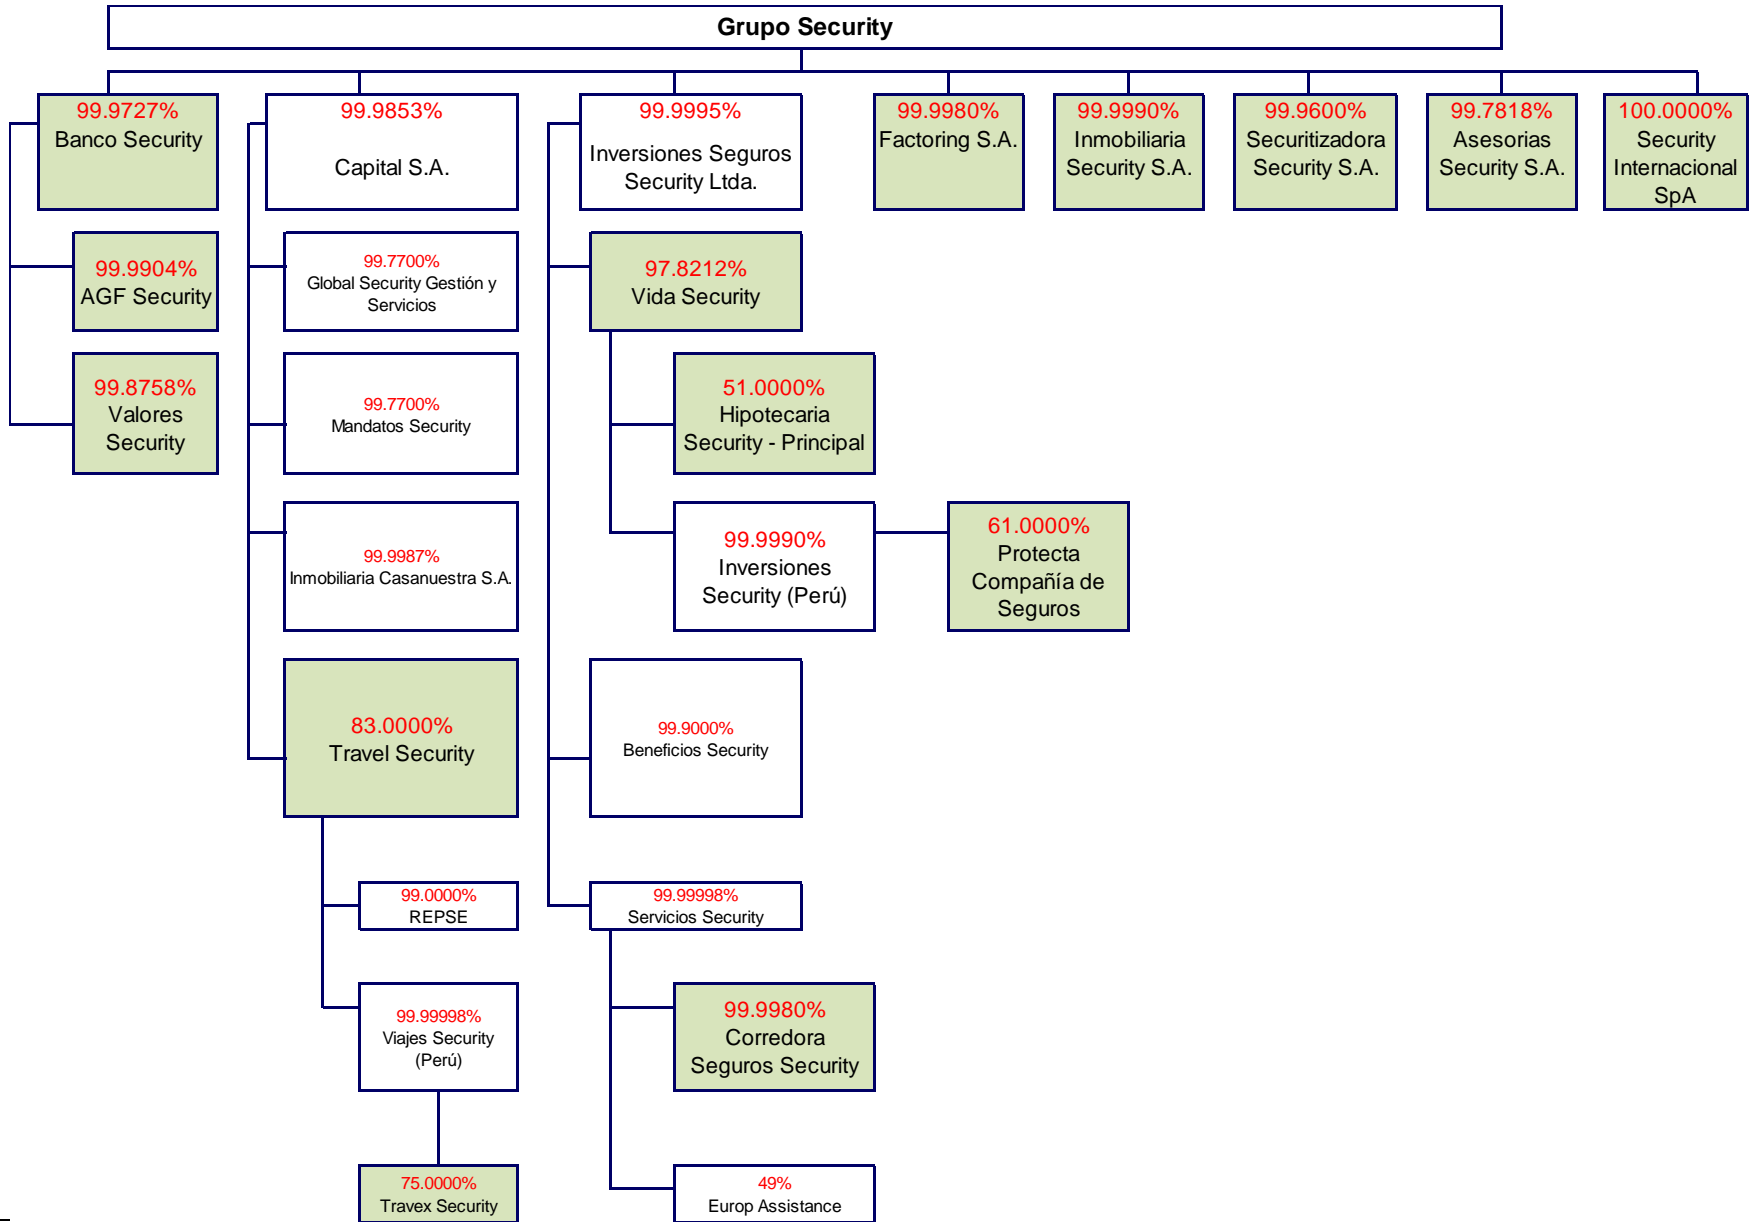 Grupo Security
99.9727%
Banco Security
99.9853%
Capital S.A.
99.9995%
Inversiones Seguros
Security Ltda.
99.9980%
Factoring S.A.
99.9990%
Inmobiliaria
Security S.A.
99.9600%
Securitizadora
Security S.A.
99.7818%
Asesorias
Security S.A.
100.0000%
Security
Internacional
SpA
99.9904%
AGF Security
99.7700%
Global Security Gestión y
Servicios
97.8212%
Vida Security
99.8758%
Valores
Security
99.7700%
Mandatos Security
51.0000%
Hipotecaria
Security - Principal
99.9987%
Inmobiliaria Casanuestra S.A.
99.9990%
Inversiones
Security (Perú)
61.0000%
Protecta
Compañía de
Seguros
83.0000%
Travel Security
99.9000%
Beneficios Security
99.0000%
REPSE
99.99998%
Servicios Security
99.99998%
Viajes Security
(Perú)
99.9980%
Corredora
Seguros Security
75.0000%
Travex Security
49%
Europ Assistance